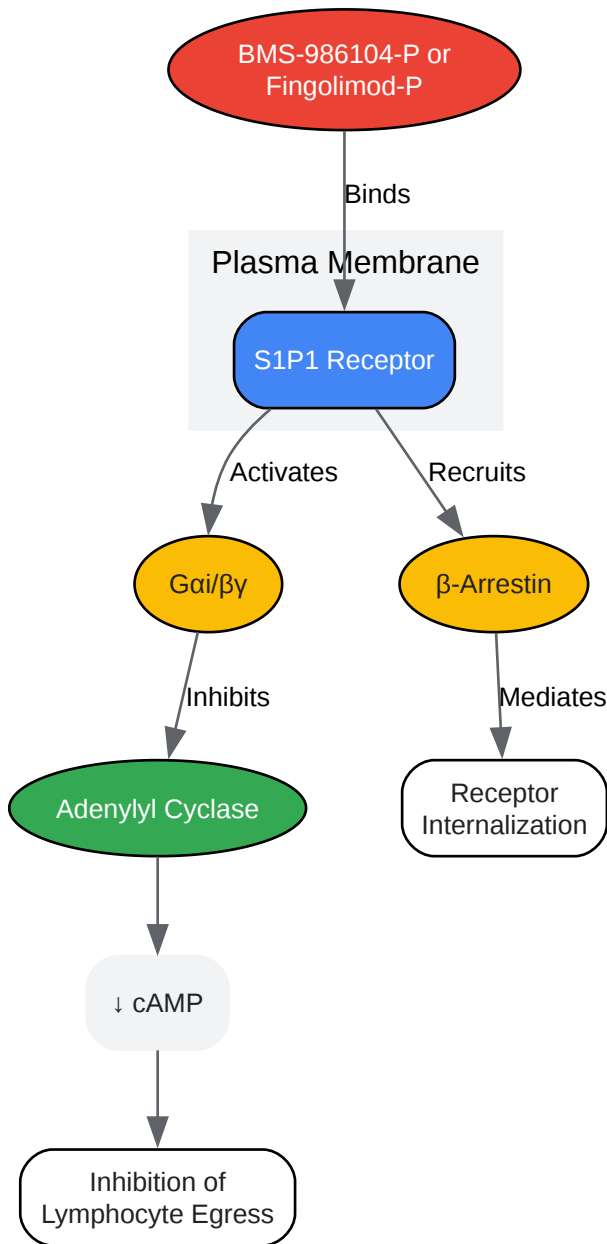 BMS-986104-P or
Fingolimod-P
Binds
Plasma Membrane
S1P1 Receptor
Activates
Recruits
Gαi/βγ
β-Arrestin
Inhibits
Mediates
Adenylyl Cyclase
Receptor
Internalization
↓ cAMP
Inhibition of
Lymphocyte Egress